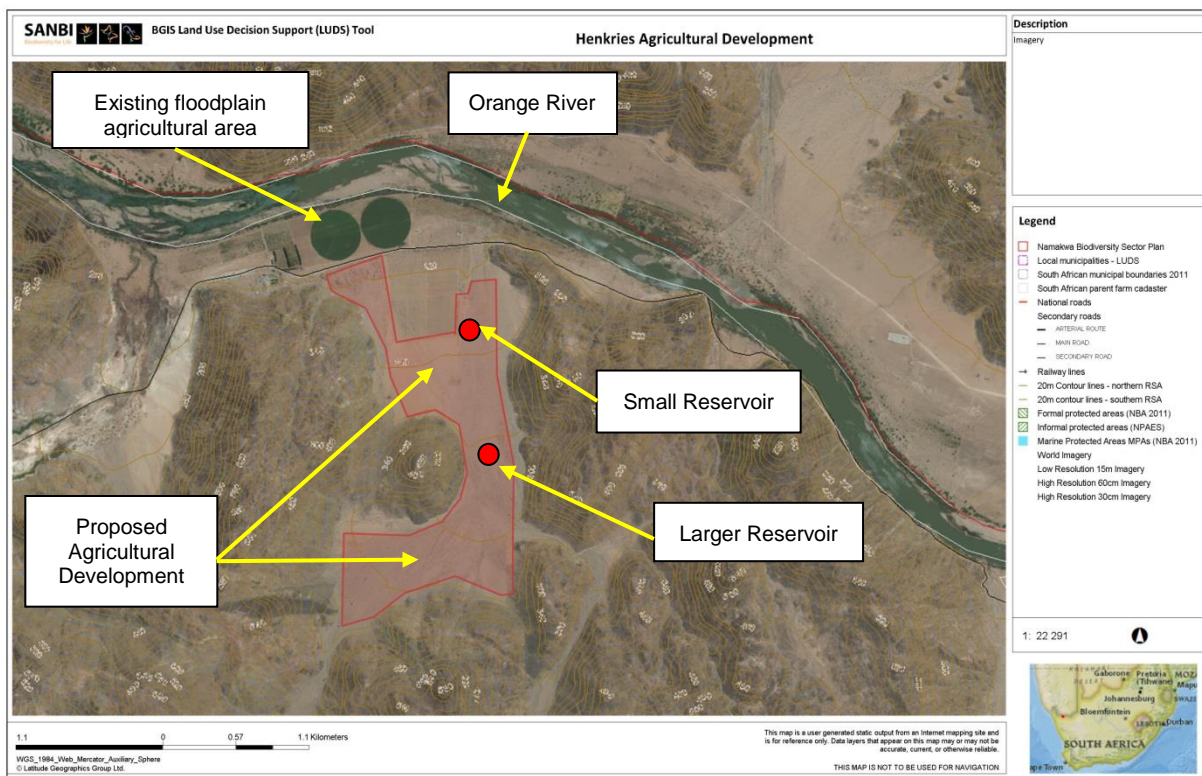 SANBI
Biodiversity for Life
BGIS Land Use Decision Support (LUDS) Tool
Henkries Agricultural Development
Description
Imagery
Existing floodplain
agricultural area
Orange River
Small Reservoir
Larger Reservoir
Proposed
Agricultural
Development
Legend
Namakwa Biodiversity Sector Plan
Local municipalities - LUDS
South African municipal boundaries 2011
South African parent farm cadaster
National roads
Secondary roads
ARTERIAL ROUTE
MAIN ROAD
SECONDARY ROAD
Railway lines
20m Contour lines - northern RSA
20m contour lines - southern RSA
Formal protected areas (NBA 2011)
Informal protected areas (NPAES)
Marine Protected Areas MPAs (NBA 2011)
World Imagery
Low Resolution 15m Imagery
High Resolution 60cm Imagery
High Resolution 30cm Imagery
1: 22 291
Gaborone Pretoria MOZ
(Tshwane) Mapu
Johannesburg SWAZI
Bloemfontein
LESOTHO Durban
SOUTH AFRICA
ape Town
1.1 0 0.57 1.1 Kilometers
WGS_1984_Web_Mercator_Auxiliary_Sphere
© Latitude Geographics Group Ltd.
This map is a user generated static output from an Internet mapping site and
is for reference only. Data layers that appear on this map may or may not be
accurate, current, or otherwise reliable.
THIS MAP IS NOT TO BE USED FOR NAVIGATION